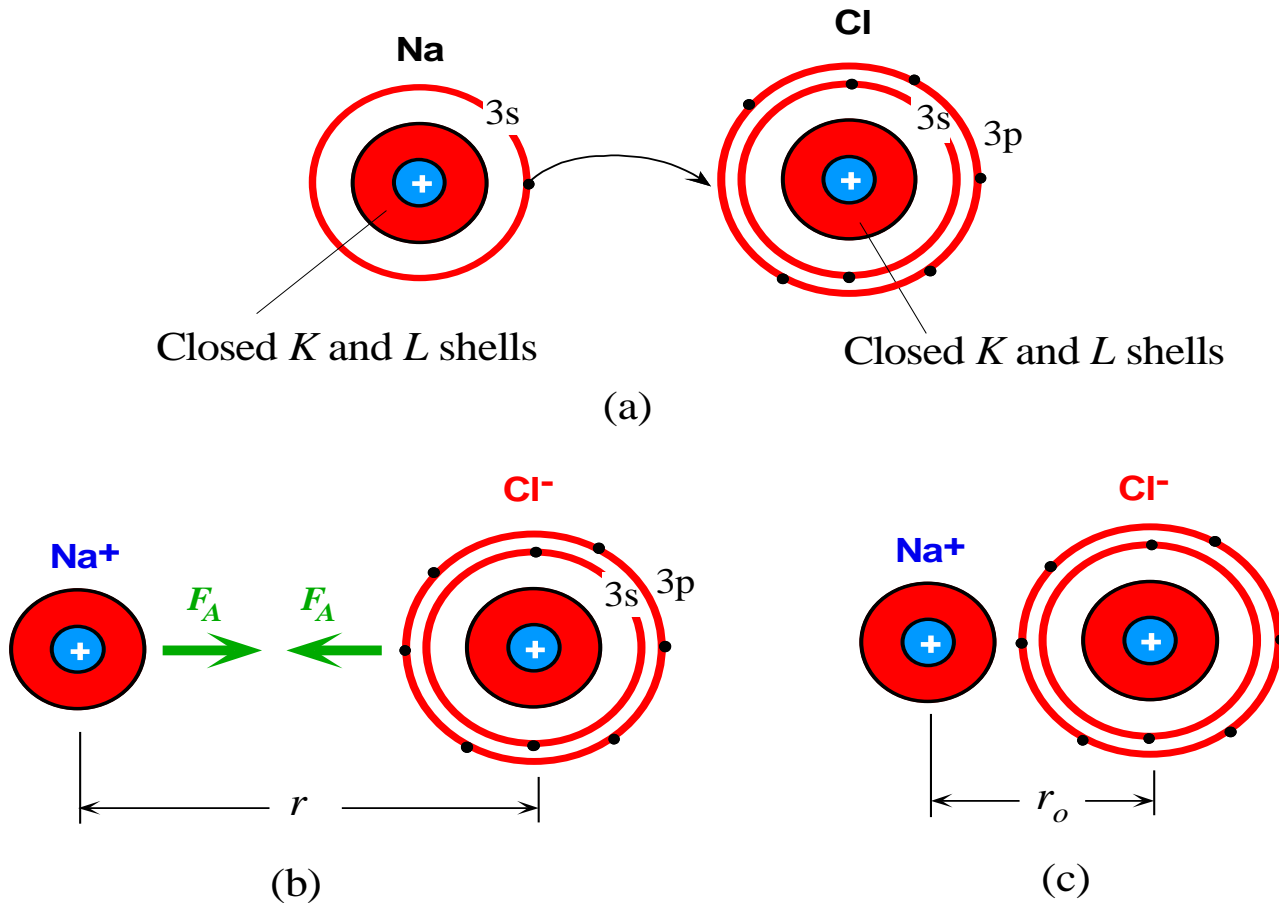 Na
Cl
3s
3s
3p
+
+
Closed K and L shells
Closed K and L shells
(a)
Cl-
Cl-
Na+
Na+
F_A
F_A
3s
3p
+
+
+
+
r
r_o
(b)
(c)